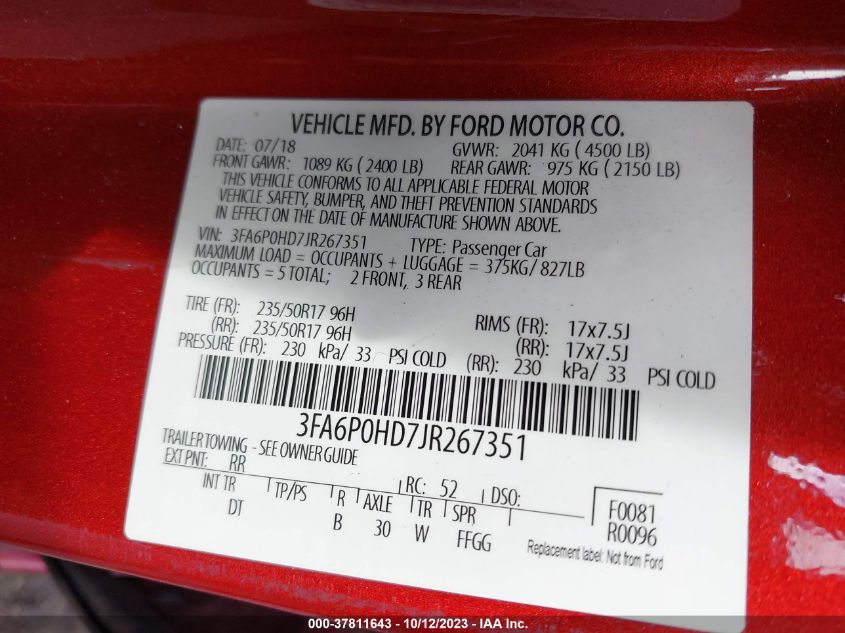 VEHICLE MFD. BY FORD MOTOR CO.
DATE: 07/18 GVWR: 2041 KG ( 4500 LB)
FRONT GAWR: 1089 KG ( 2400 LB) REAR GAWR: 975 KG ( 2150 LB)
THIS VEHICLE CONFORMS TO ALL APPLICABLE FEDERAL MOTOR
VEHICLE SAFETY, BUMPER, AND THEFT PREVENTION STANDARDS
IN EFFECT ON THE DATE OF MANUFACTURE SHOWN ABOVE.
VIN: 3FA6P0HD7JR267351 TYPE: Passenger Car
MAXIMUM LOAD = OCCUPANTS + LUGGAGE = 375KG/ 827LB
OCCUPANTS = 5 TOTAL; 2 FRONT, 3 REAR
TIRE (FR): 235/50R17 96H RIMS (FR): 17x7.5J
(RR): 235/50R17 96H (RR): 17x7.5J
PRESSURE (FR): 230 kPa/ 33 PSI COLD (RR): 230 kPa/ 33 PSI COLD
3FA6P0HD7JR267351
TRAILER TOWING - SEE OWNER GUIDE
EXT PNT: RR RC: 52 DSO:
INT TR TP/PS R AXLE TR SPR F0081
DT B 30 W FFGG R0096
Replacement label: Not from Ford
000-37811643 - 10/12/2023 - IAA Inc.